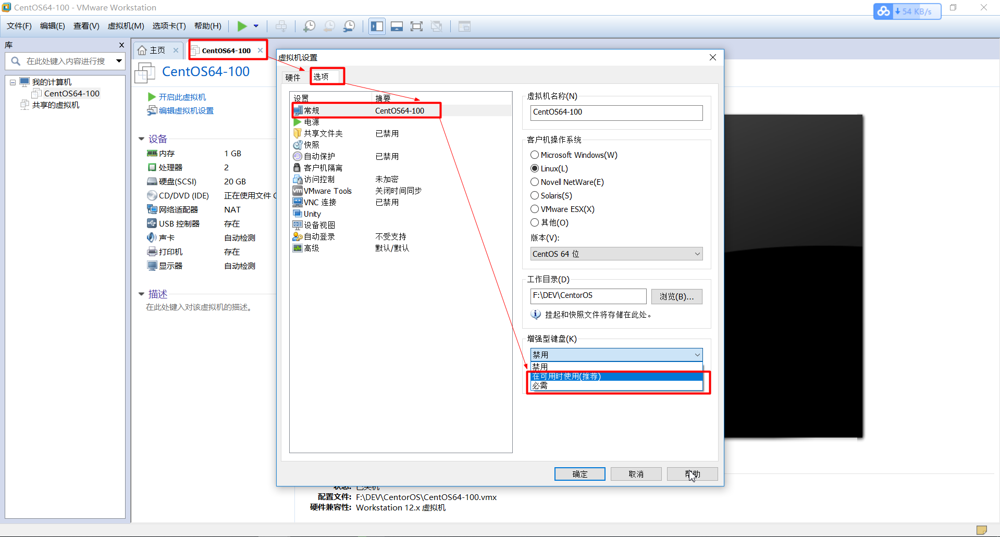 CentOS64-100 - VMware Workstation
54 KB/s
文件(F) 编辑(E) 查看(V) 虚拟机(M) 选项卡(T) 帮助(H)
库
在此处键入内容进行搜
我的计算机
CentOS64-100
共享的虚拟机
主页
CentOS64-100
CentOS64-100
开启此虚拟机
编辑虚拟机设置
设备
内存 1 GB
处理器 2
硬盘(SCSI) 20 GB
CD/DVD (IDE) 正在使用文件 C
网络适配器 NAT
USB 控制器 存在
声卡 自动检测
打印机 存在
显示器 自动检测
描述
在此处键入对该虚拟机的描述。
虚拟机设置
硬件 选项
设置 摘要
常规 CentOS64-100
电源
共享文件夹 已禁用
快照
自动保护 已禁用
客户机隔离
访问控制 未加密
VMware Tools 关闭时间同步
VNC 连接 已禁用
Unity
设备视图
自动登录 不受支持
高级 默认/默认
虚拟机名称(N)
CentOS64-100
客户机操作系统
Microsoft Windows(W)
Linux(L)
Novell NetWare(E)
Solaris(S)
VMware ESX(X)
其他(O)
版本(V):
CentOS 64 位
工作目录(D)
F:\DEV\CentorOS
浏览(B)...
挂起和快照文件将存储在此处。
增强型键盘(K)
禁用
禁用
在可用时使用(推荐)
必需
确定 取消 帮助
状态: 已关机
配置文件: F:\DEV\CentorOS\CentOS64-100.vmx
硬件兼容性: Workstation 12.x 虚拟机